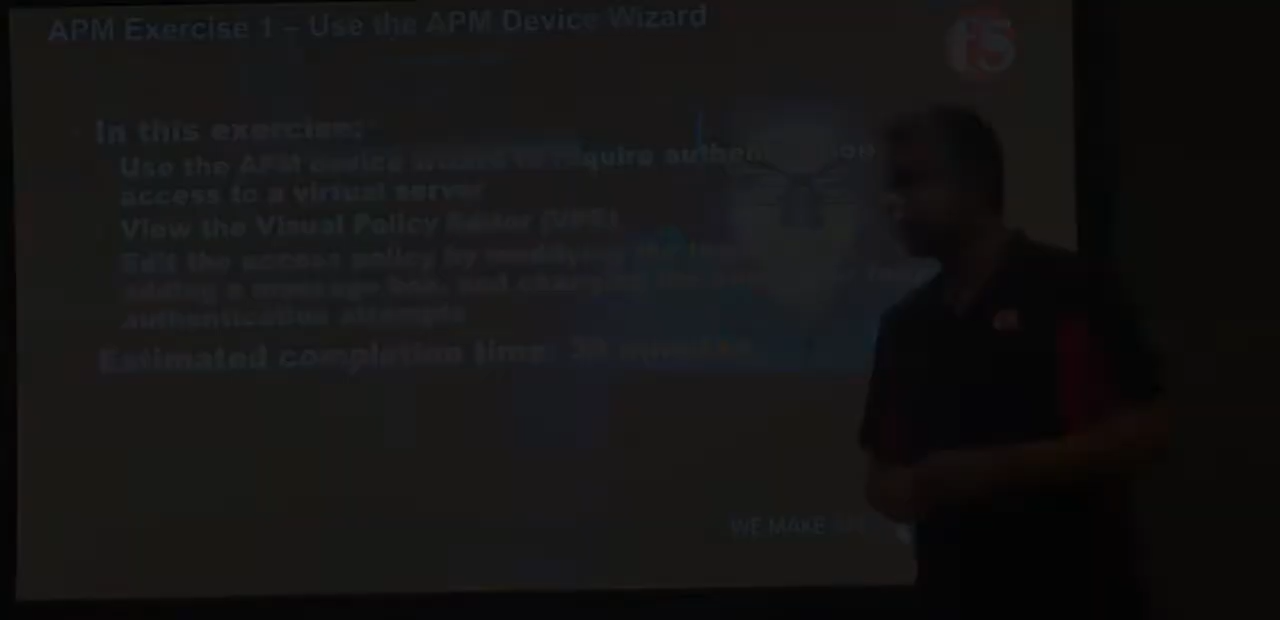 APM Exercise 1 – Use the APM Device Wizard
f5
In this exercise:
Use the APM device wizard to require
access to a virtual server
View the Visual Policy Editor (VPE)
Edit the access policy by modifying the
adding a message box, and changing the
authentication attempts
Estimated completion time:
WE MAKE